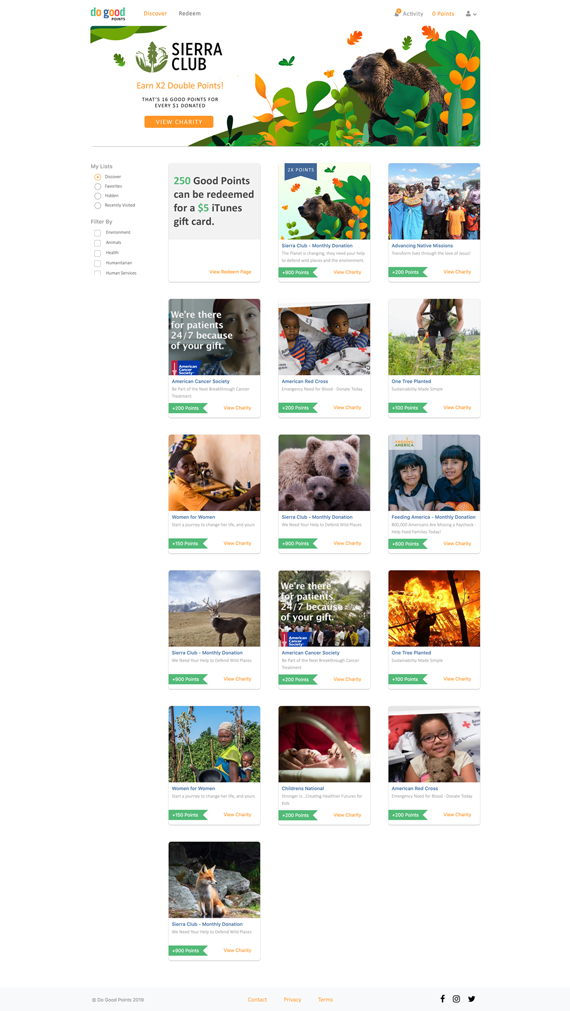 do good
POINTS
Discover
Redeem
Activity
0 Points
SIERRA
CLUB
Earn X2 Double Points!
THAT'S 16 GOOD POINTS FOR
EVERY $1 DONATED
VIEW CHARITY
My Lists
Discover
Favorites
Hidden
Recently Visited
Filter By
Environment
Animals
Health
Humanitarian
Human Services
250 Good Points
can be redeemed
for a $5 iTunes
gift card.
View Redeem Page
2X POINTS
Sierra Club - Monthly Donation
The Planet is changing, they need your help
to defend wild places and the environment.
+900 Points
View Charity
Advancing Native Missions
Transform lives through the love of Jesus!
+200 Points
View Charity
We're there
for patients
24/7 because
of your gift.
American
Cancer
Society
American Cancer Society
Be Part of the Next Breakthrough Cancer
Treatment
+200 Points
View Charity
American Red Cross
Emergency Need for Blood - Donate Today
+200 Points
View Charity
One Tree Planted
Sustainability Made Simple
+100 Points
View Charity
Women for Women
Start a journey to change her life, and yours
+150 Points
View Charity
Sierra Club - Monthly Donation
We Need Your Help to Defend Wild Places
+900 Points
View Charity
FEEDING
AMERICA
Feeding America - Monthly Donation
800,000 Americans Are Missing a Paycheck -
Help Feed Families Today!
+800 Points
View Charity
Sierra Club - Monthly Donation
We Need Your Help to Defend Wild Places
+900 Points
View Charity
We're there
for patients
24/7 because
of your gift.
American
Cancer
Society
American Cancer Society
Be Part of the Next Breakthrough Cancer
Treatment
+200 Points
View Charity
One Tree Planted
Sustainability Made Simple
+100 Points
View Charity
Women for Women
Start a journey to change her life, and yours
+150 Points
View Charity
Childrens National
Stronger is...Creating Healthier Futures for
Kids
+200 Points
View Charity
American Red Cross
Emergency Need for Blood - Donate Today
+200 Points
View Charity
Sierra Club - Monthly Donation
We Need Your Help to Defend Wild Places
+900 Points
View Charity
© Do Good Points 2019
Contact
Privacy
Terms